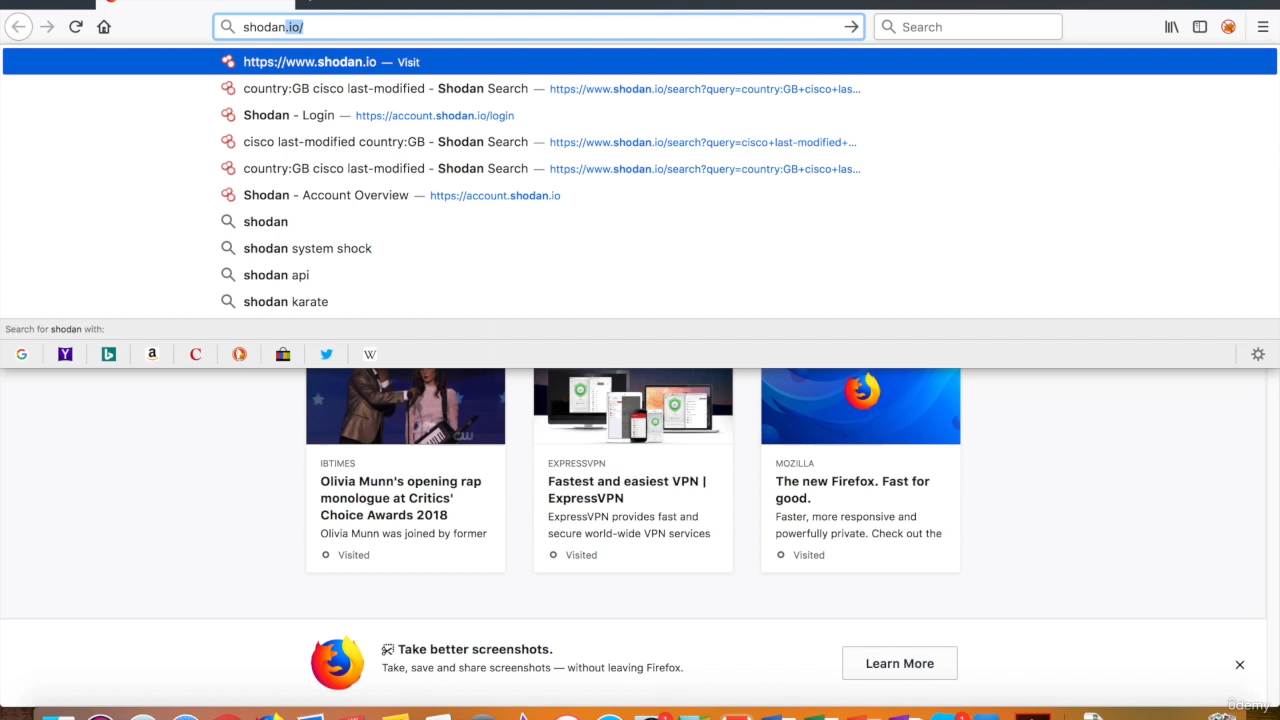 shodan.io/
Search
https://www.shodan.io — Visit
country:GB cisco last-modified - Shodan Search — https://www.shodan.io/search?query=country:GB+cisco+las...
Shodan - Login — https://account.shodan.io/login
cisco last-modified country:GB - Shodan Search — https://www.shodan.io/search?query=cisco+last-modified+...
country:GB cisco last-modified - Shodan Search — https://www.shodan.io/search?query=country:GB+cisco+las...
Shodan - Account Overview — https://account.shodan.io
shodan
shodan system shock
shodan api
shodan karate
Search for shodan with:
G Y b a C W
CW
IBTIMES
Olivia Munn's opening rap
monologue at Critics'
Choice Awards 2018
Olivia Munn was joined by former
Visited
EXPRESSVPN
Fastest and easiest VPN |
ExpressVPN
ExpressVPN provides fast and
secure world-wide VPN services
Visited
MOZILLA
The new Firefox. Fast for
good.
Faster, more responsive and
powerfully private. Check out the
Visited
Take better screenshots.
Take, save and share screenshots — without leaving Firefox.
Learn More
1
1
ûdemy